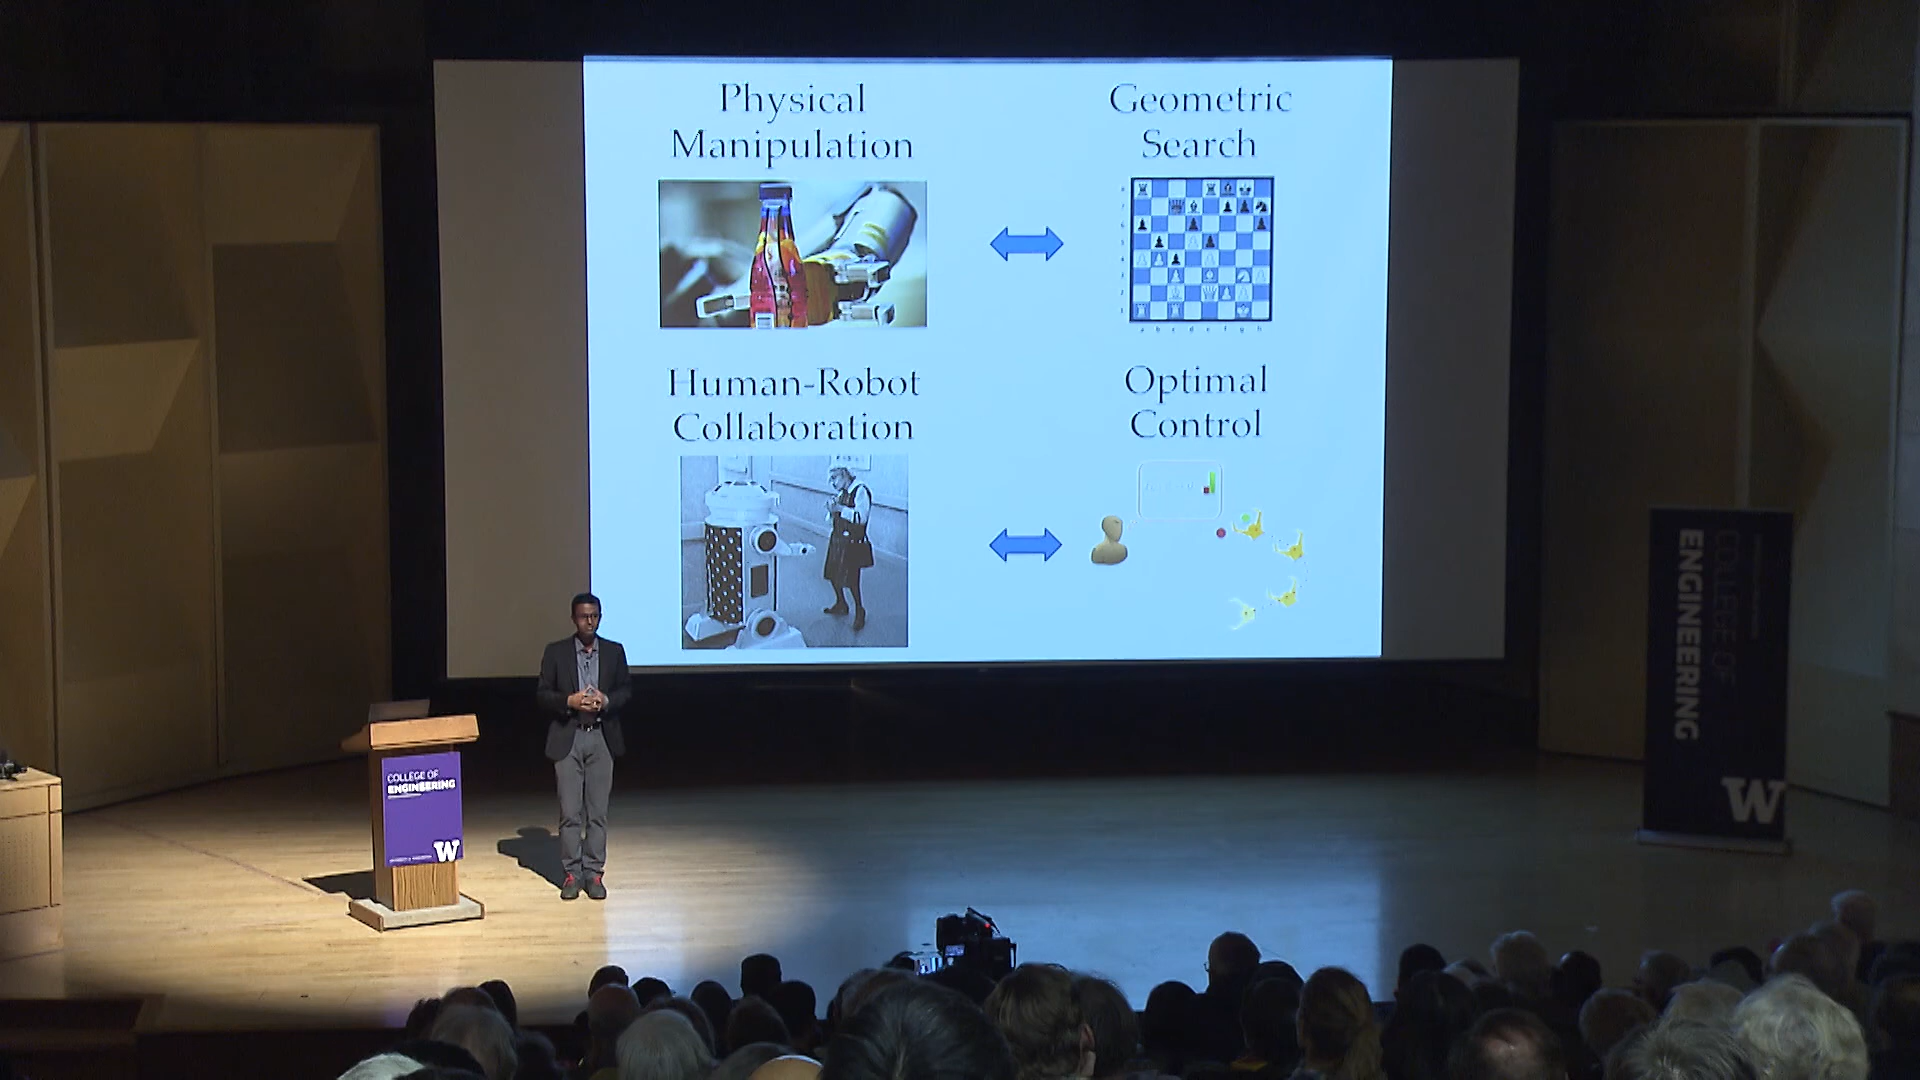 Physical
Manipulation
Geometric
Search
Human-Robot
Collaboration
Optimal
Control
COLLEGE OF
ENGINEERING
W
COLLEGE OF
ENGINEERING
W